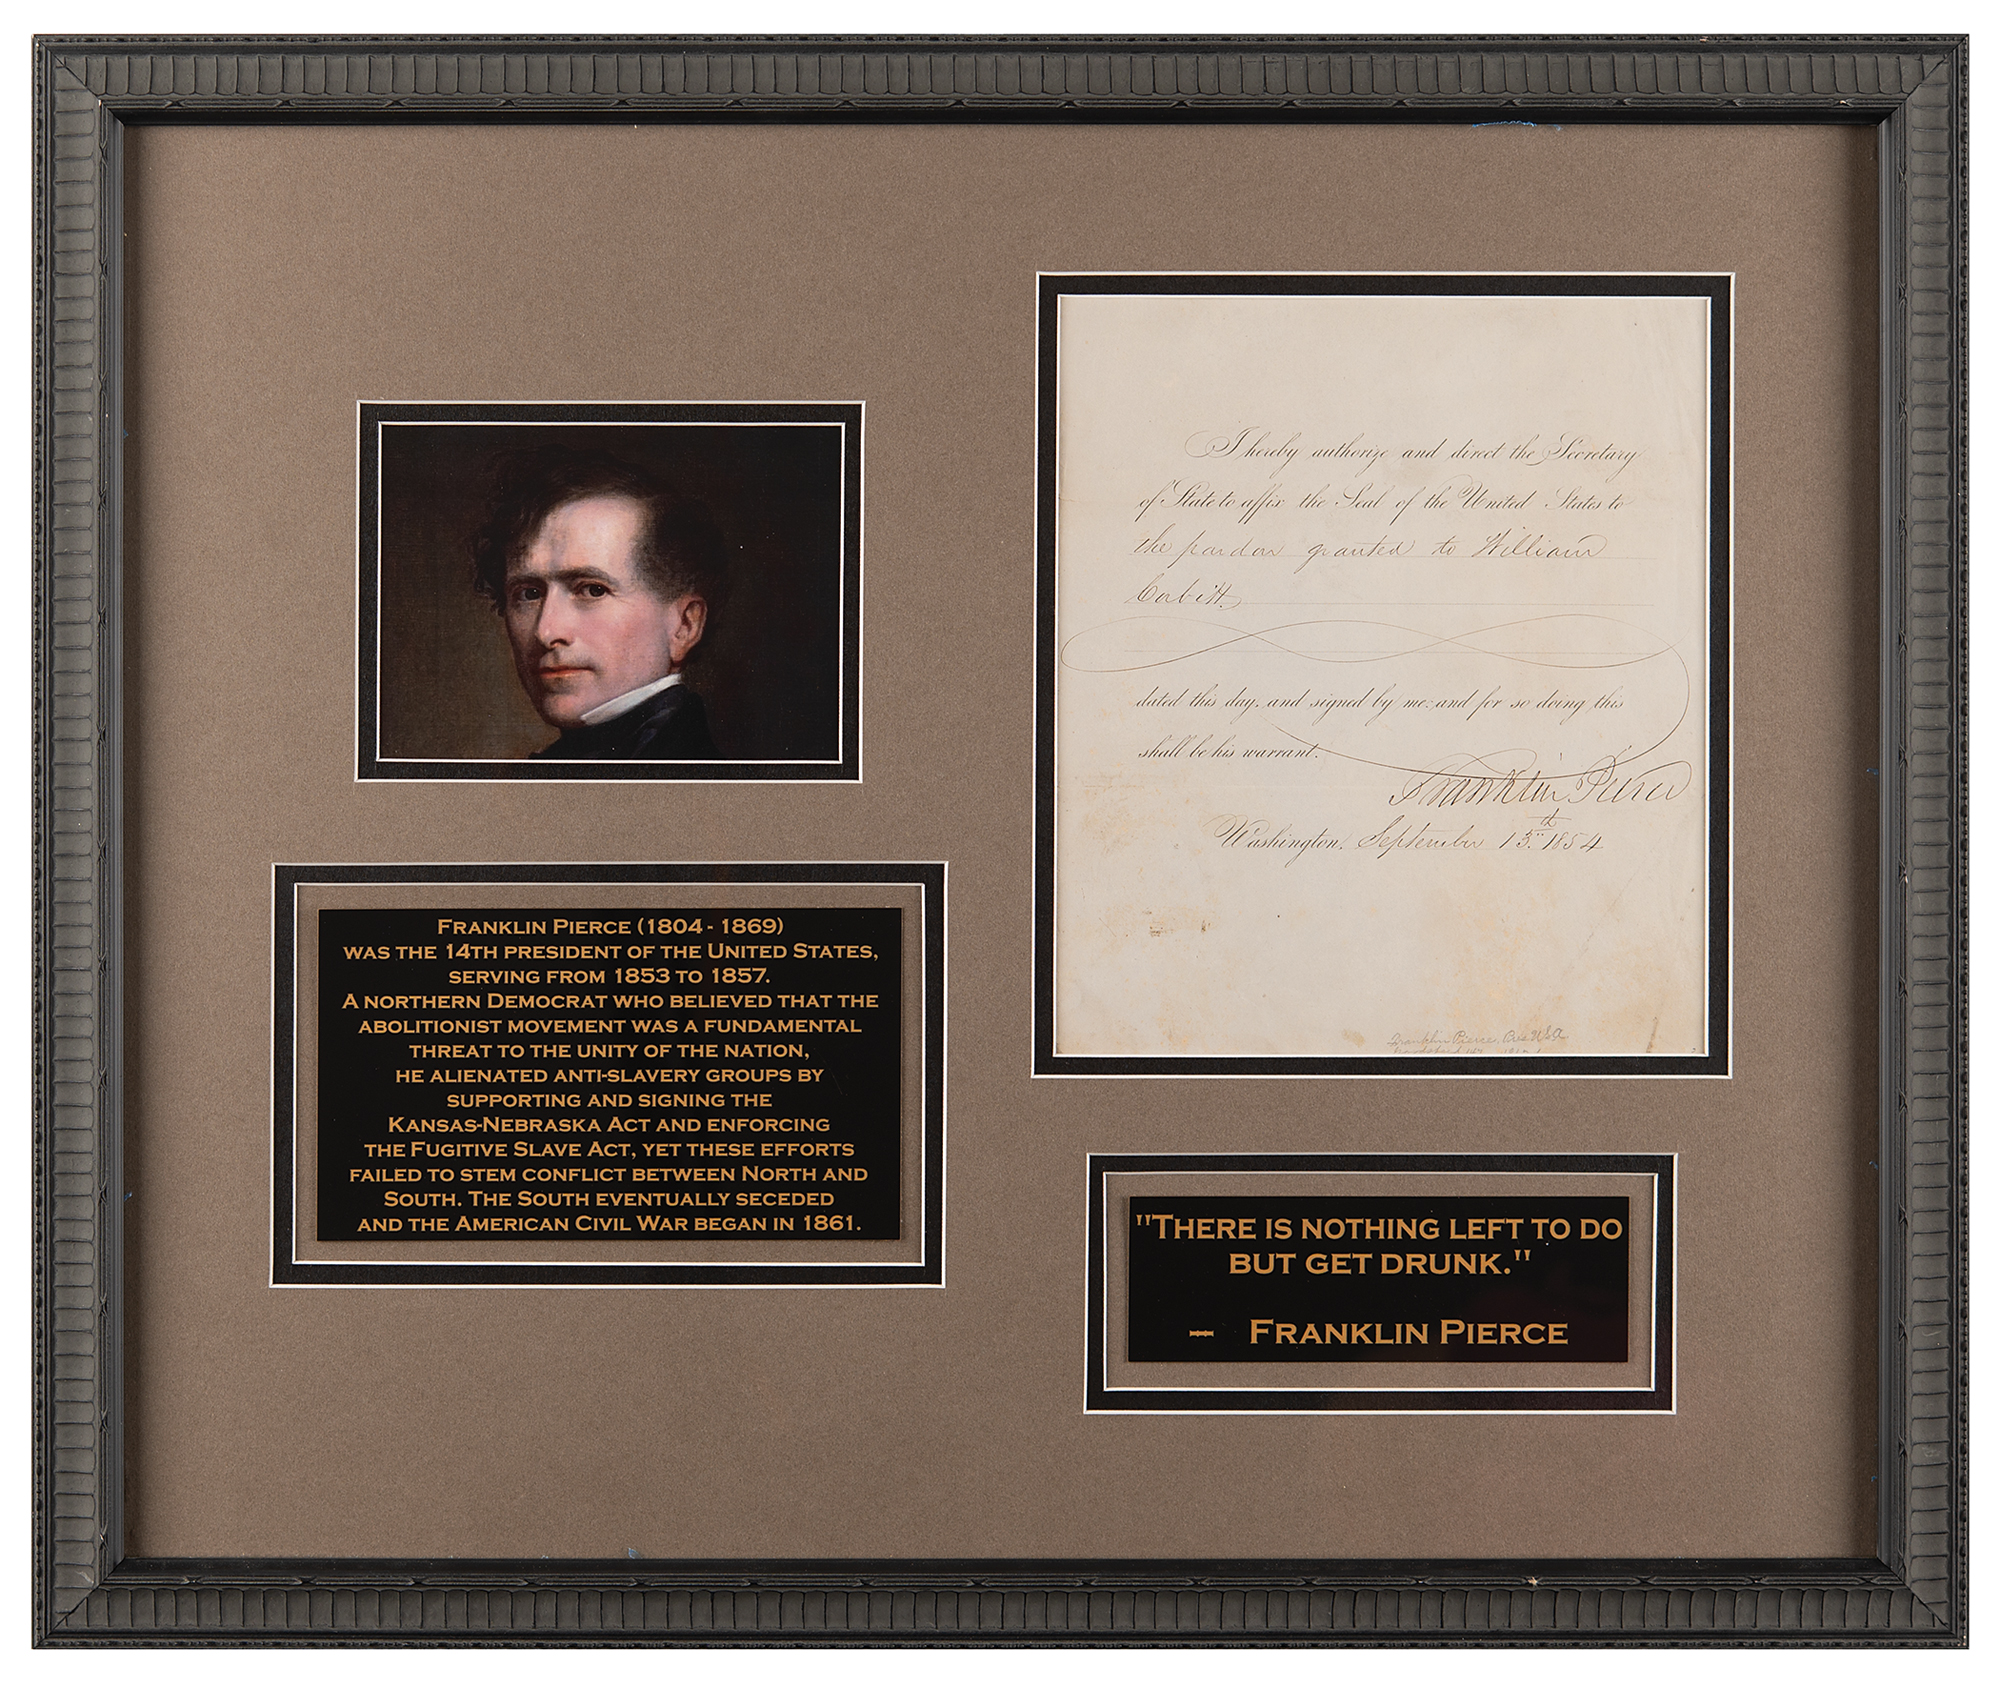 FRANKLIN PIERCE (1804 - 1869)
WAS THE 14TH PRESIDENT OF THE UNITED STATES,
SERVING FROM 1853 TO 1857.
A NORTHERN DEMOCRAT WHO BELIEVED THAT THE
ABOLITIONIST MOVEMENT WAS A FUNDAMENTAL
THREAT TO THE UNITY OF THE NATION,
HE ALIENATED ANTI-SLAVERY GROUPS BY
SUPPORTING AND SIGNING THE
KANSAS-NEBRASKA ACT AND ENFORCING
THE FUGITIVE SLAVE ACT, YET THESE EFFORTS
FAILED TO STEM CONFLICT BETWEEN NORTH AND
SOUTH. THE SOUTH EVENTUALLY SECEDED
AND THE AMERICAN CIVIL WAR BEGAN IN 1861.
I hereby authorize and direct the Secretary
of State to affix the Seal of the United States to
the pardon granted to William
Corbitt.
dated this day, and signed by me: and for so doing this
shall be his warrant.
Franklin Pierce
Washington, September 13th 1854
Franklin Pierce, Pres U.S.A
"THERE IS NOTHING LEFT TO DO
BUT GET DRUNK."
– FRANKLIN PIERCE